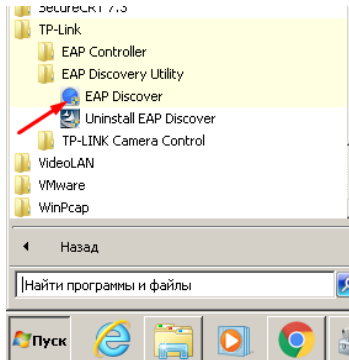 SecureCRT 7.3
TP-Link
EAP Controller
EAP Discovery Utility
EAP Discover
Uninstall EAP Discover
TP-LINK Camera Control
VideoLAN
VMware
WinPcap
Назад
Найти программы и файлы
Пуск